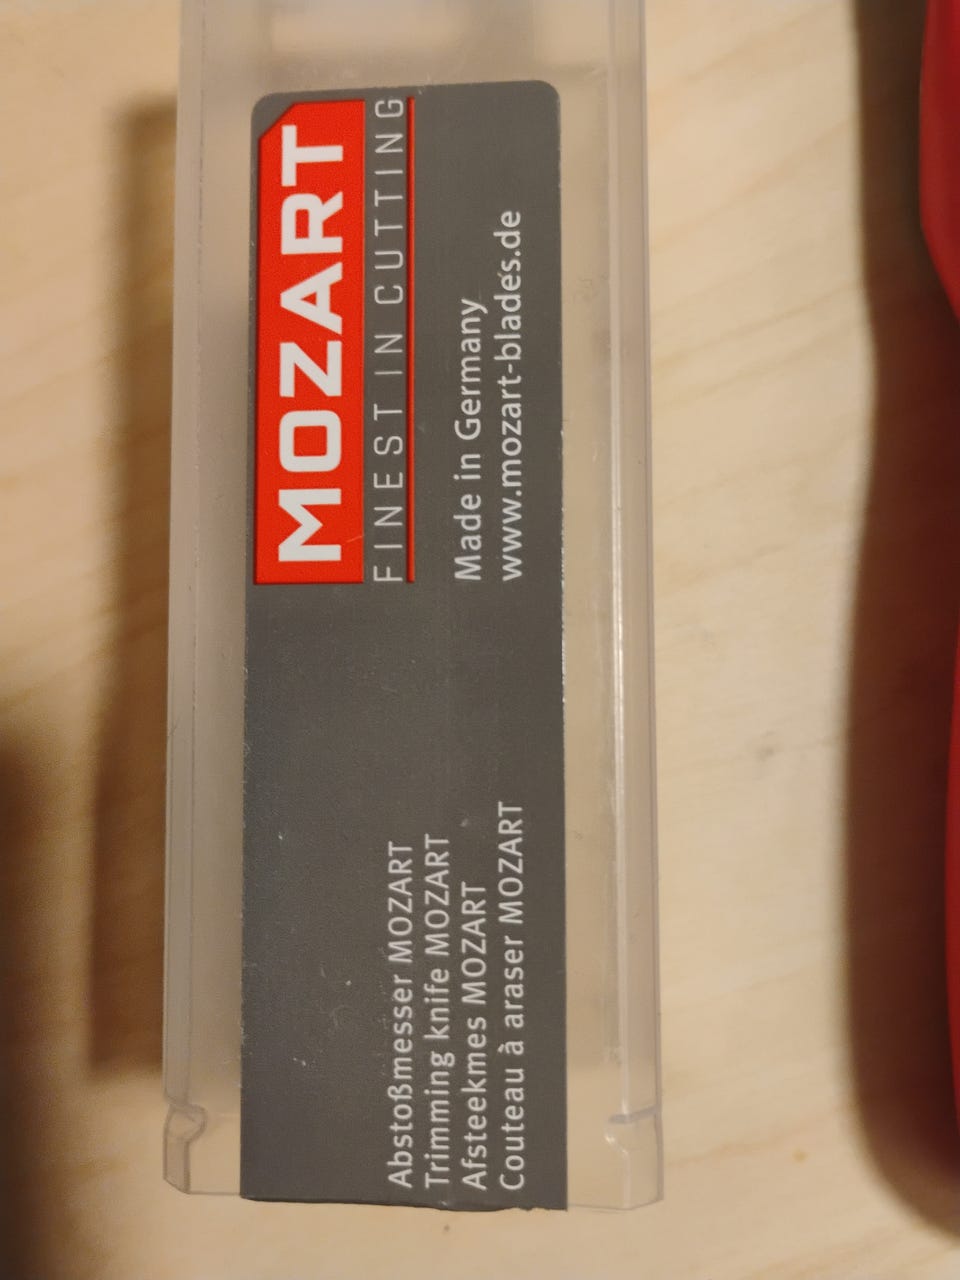 MOZART
FINEST IN CUTTING
Made in Germany
www.mozart-blades.de
Abstoßmesser MOZART
Trimming knife MOZART
Afsteekmes MOZART
Couteau à araser MOZART